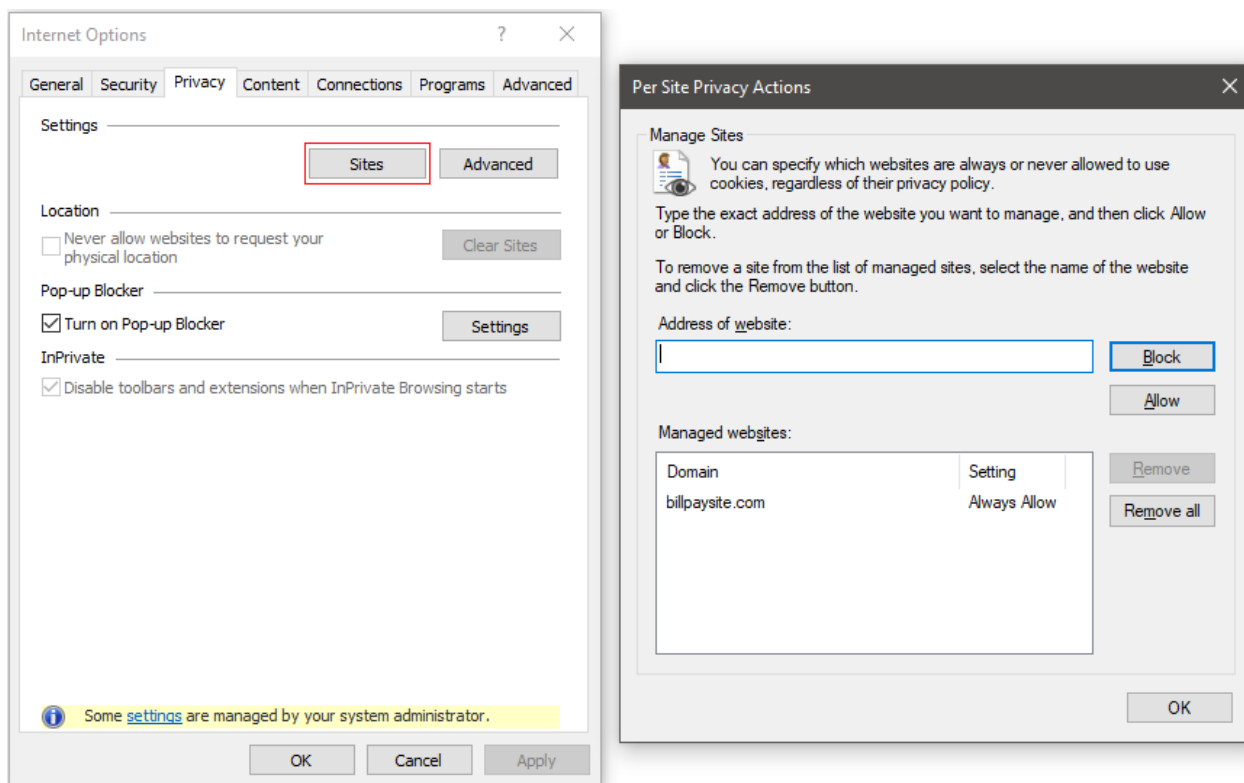 Internet Options
?
General Security Privacy Content Connections Programs Advanced
Settings
Sites Advanced
Location
Never allow websites to request your
physical location
Clear Sites
Pop-up Blocker
Turn on Pop-up Blocker
Settings
InPrivate
Disable toolbars and extensions when InPrivate Browsing starts
Some settings are managed by your system administrator.
OK Cancel Apply
Per Site Privacy Actions
Manage Sites
You can specify which websites are always or never allowed to use
cookies, regardless of their privacy policy.
Type the exact address of the website you want to manage, and then click Allow
or Block.
To remove a site from the list of managed sites, select the name of the website
and click the Remove button.
Address of website:
Block
Allow
Managed websites:
Domain Setting
billpaysite.com Always Allow
Remove
Remove all
OK